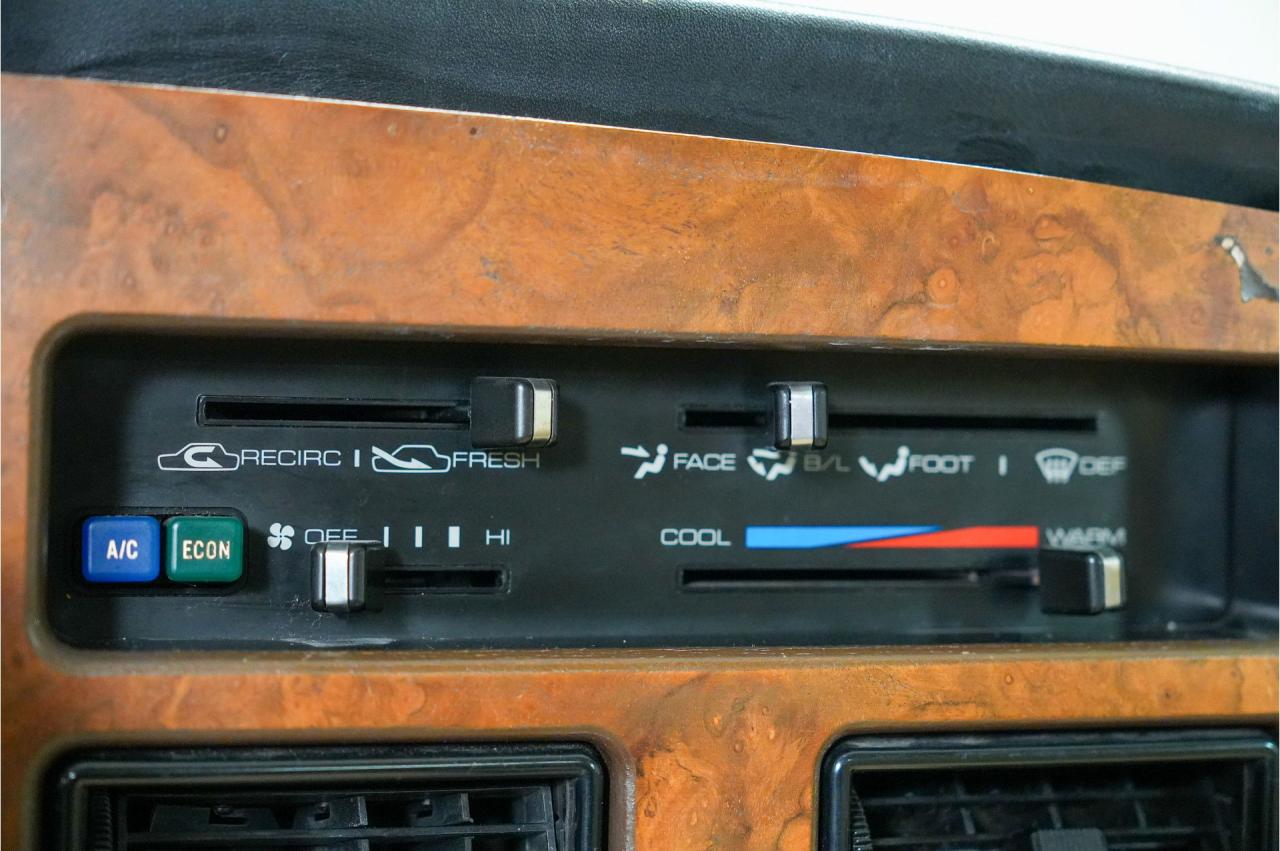 RECIRC FRESH FACE B/L FOOT DEF
A/C ECON OFF HI COOL WARM